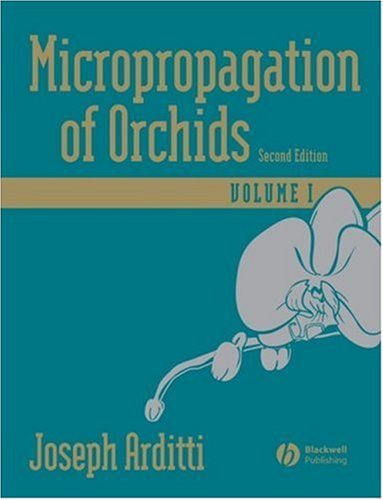 Micropropagation
of Orchids Second Edition
VOLUME I
Joseph Arditti
b Blackwell
Publishing